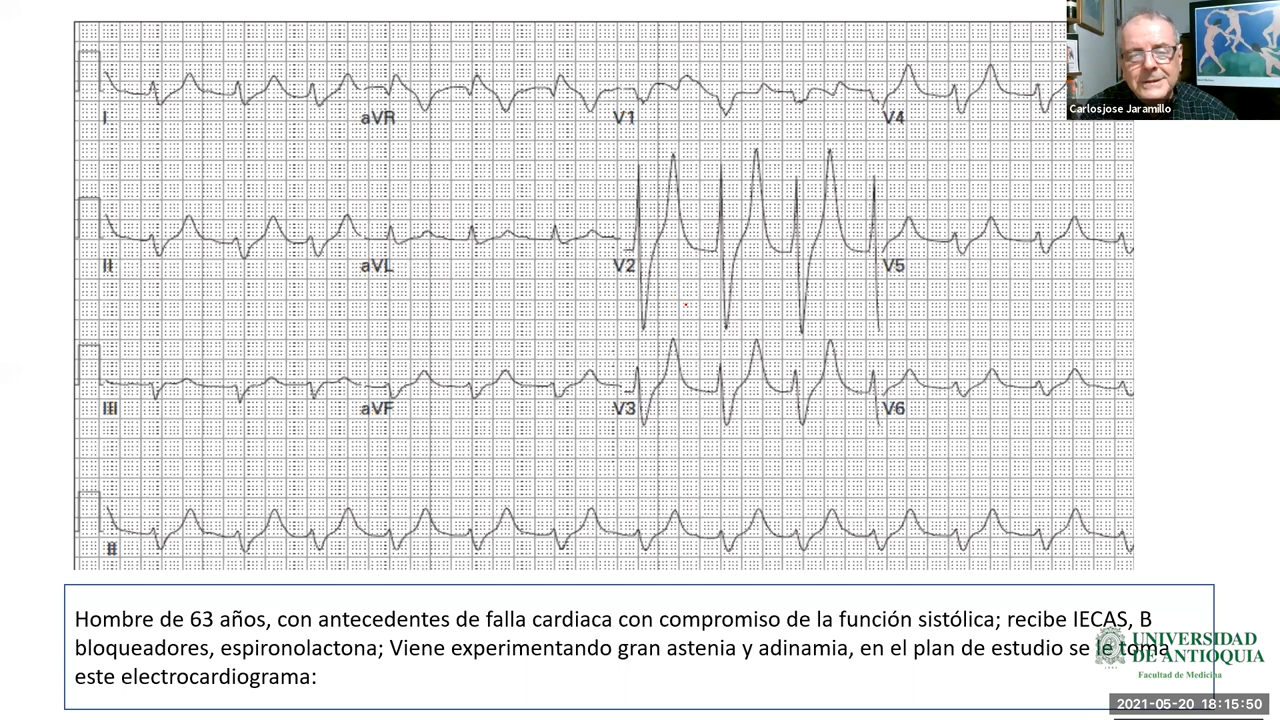 Carlosjose Jaramillo
I aVR V1 V4
II aVL V2 V5
III aVF V3 V6
II
Hombre de 63 años, con antecedentes de falla cardiaca con compromiso de la función sistólica; recibe IECAS, B
bloqueadores, espironolactona; Viene experimentando gran astenia y adinamia, en el plan de estudio se le toma
este electrocardiograma:
UNIVERSIDAD
DE ANTIOQUIA
Facultad de Medicina
2021-05-20 18:15:50